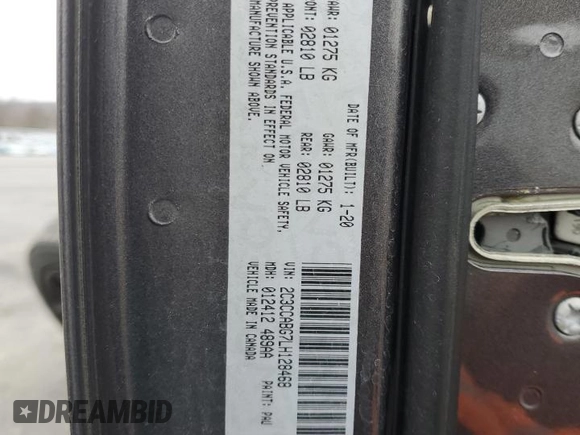 DATE OF MFR(BUILT): 1-20
GAWR: 01275 KG GAWR: 01275 KG
FRONT: 02810 LB REAR: 02810 LB
APPLICABLE U.S.A. FEDERAL MOTOR VEHICLE SAFETY,
PREVENTION STANDARDS IN EFFECT ON
MANUFACTURE SHOWN ABOVE.
VIN: 2C3CCABG7LH128468
MDH: 012412 489AA PAINT: PAU
VEHICLE MADE IN CANADA
DREAMBID